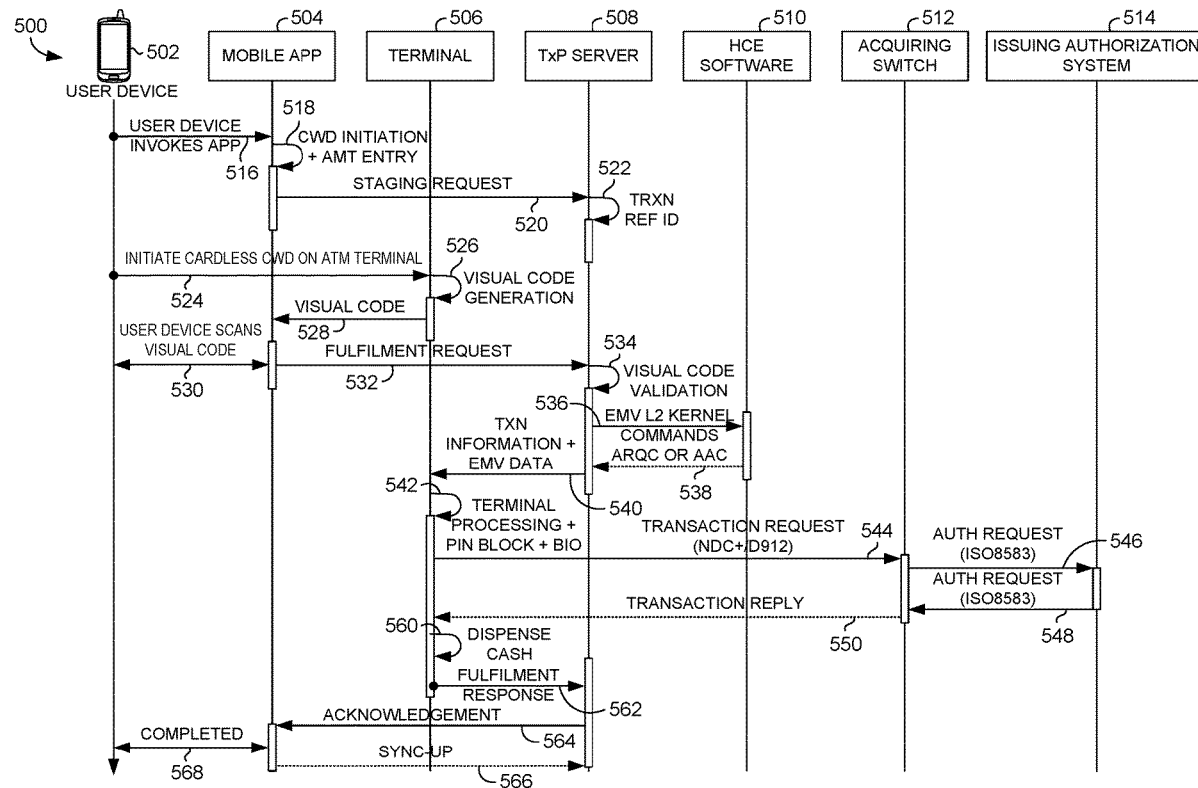 500
502
504
506
508
510
512
514
USER DEVICE
MOBILE APP
TERMINAL
TxP SERVER
HCE
SOFTWARE
ACQUIRING
SWITCH
ISSUING AUTHORIZATION
SYSTEM
USER DEVICE
INVOKES APP
516
518
CWD INITIATION
+ AMT ENTRY
STAGING REQUEST
520
522
TRXN
REF ID
INITIATE CARDLESS CWD ON ATM TERMINAL
524
526
VISUAL CODE
GENERATION
VISUAL CODE
528
USER DEVICE SCANS
VISUAL CODE
530
FULFILMENT REQUEST
532
534
VISUAL CODE
VALIDATION
536
EMV L2 KERNEL
COMMANDS
ARQC OR AAC
538
TXN
INFORMATION +
EMV DATA
540
542
TERMINAL
PROCESSING +
PIN BLOCK + BIO
TRANSACTION REQUEST
(NDC+/D912)
544
AUTH REQUEST
(ISO8583)
546
AUTH REQUEST
(ISO8583)
548
TRANSACTION REPLY
550
560
DISPENSE
CASH
FULFILMENT
RESPONSE
562
ACKNOWLEDGEMENT
564
COMPLETED
568
SYNC-UP
566